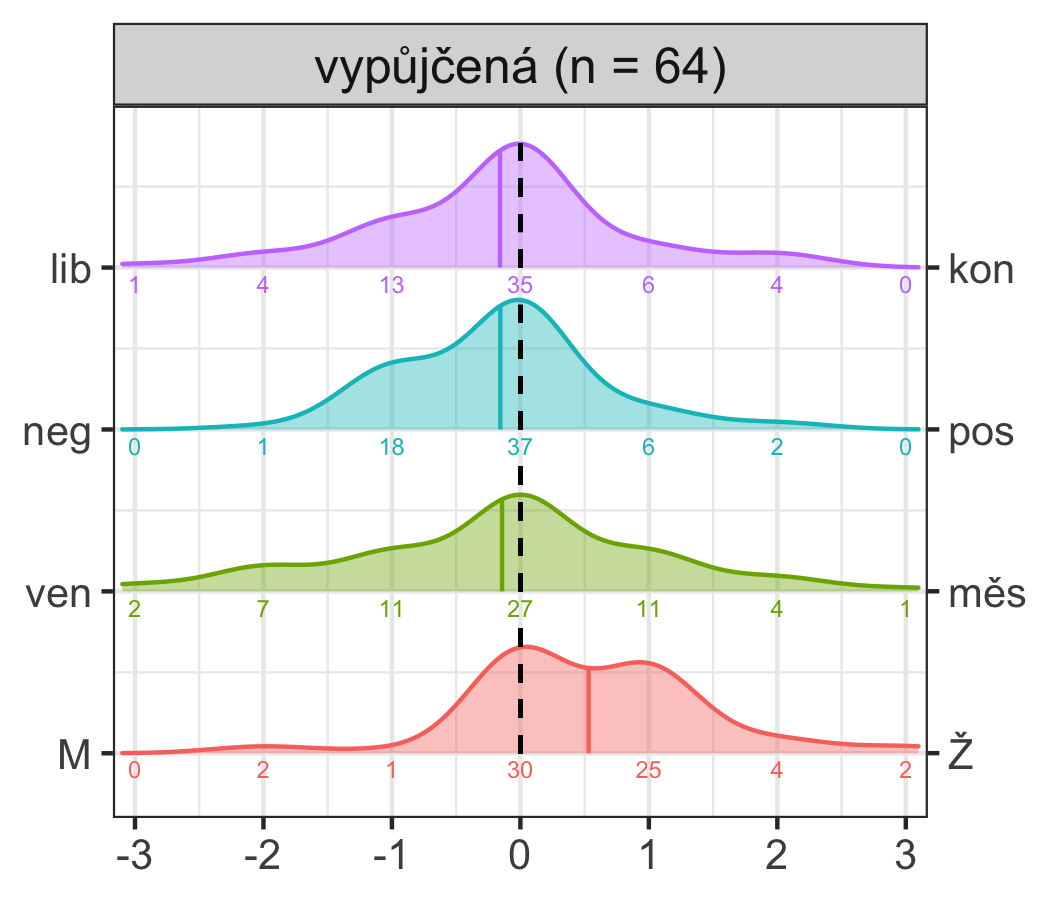 vypůjčená (n = 64)
lib kon
1 4 13 35 6 4 0
neg pos
0 1 18 37 6 2 0
ven měs
2 7 11 27 11 4 1
M Ž
0 2 1 30 25 4 2
-3 -2 -1 0 1 2 3